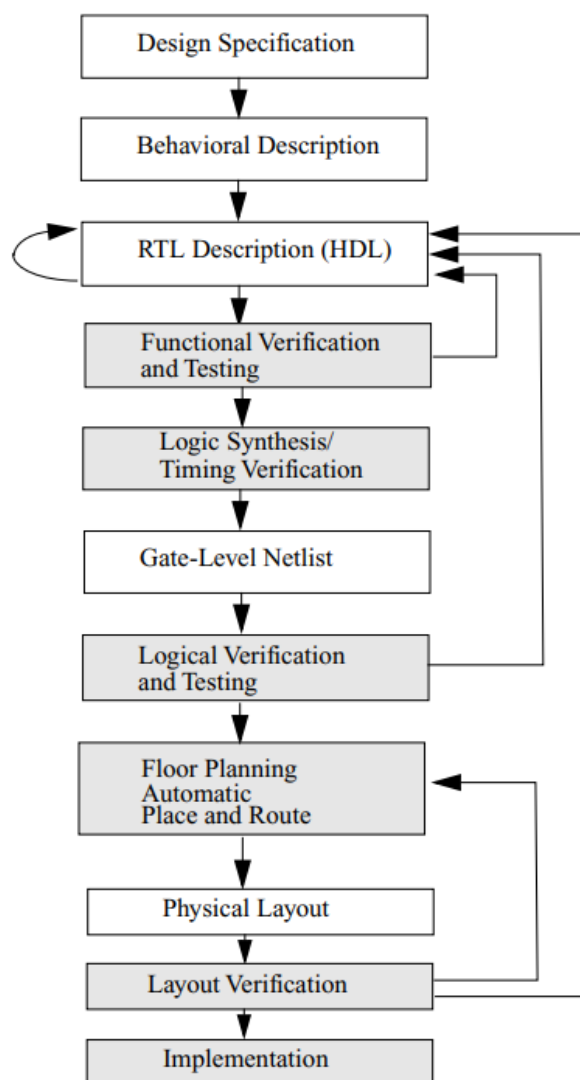 Design Specification
Behavioral Description
RTL Description (HDL)
Functional Verification
and Testing
Logic Synthesis/
Timing Verification
Gate-Level Netlist
Logical Verification
and Testing
Floor Planning
Automatic
Place and Route
Physical Layout
Layout Verification
Implementation